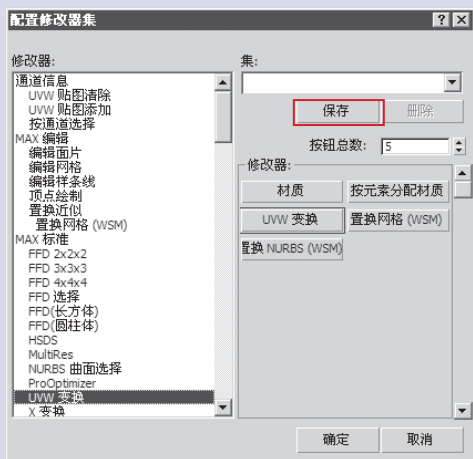 配置修改器集
修改器:
通道信息
UVW 贴图清除
UVW 贴图添加
按通道选择
MAX 编辑
编辑面片
编辑网格
编辑样条线
顶点绘制
置换近似
置换网格 (WSM)
MAX 标准
FFD 2x2x2
FFD 3x3x3
FFD 4x4x4
FFD 选择
FFD(长方体)
FFD(圆柱体)
HSDS
MultiRes
NURBS 曲面选择
ProOptimizer
UVW 变换
X 变换
集:
保存 删除
按钮总数: 5
修改器:
材质 按元素分配材质
UVW 变换 置换网格 (WSM)
置换 NURBS (WSM)
确定 取消